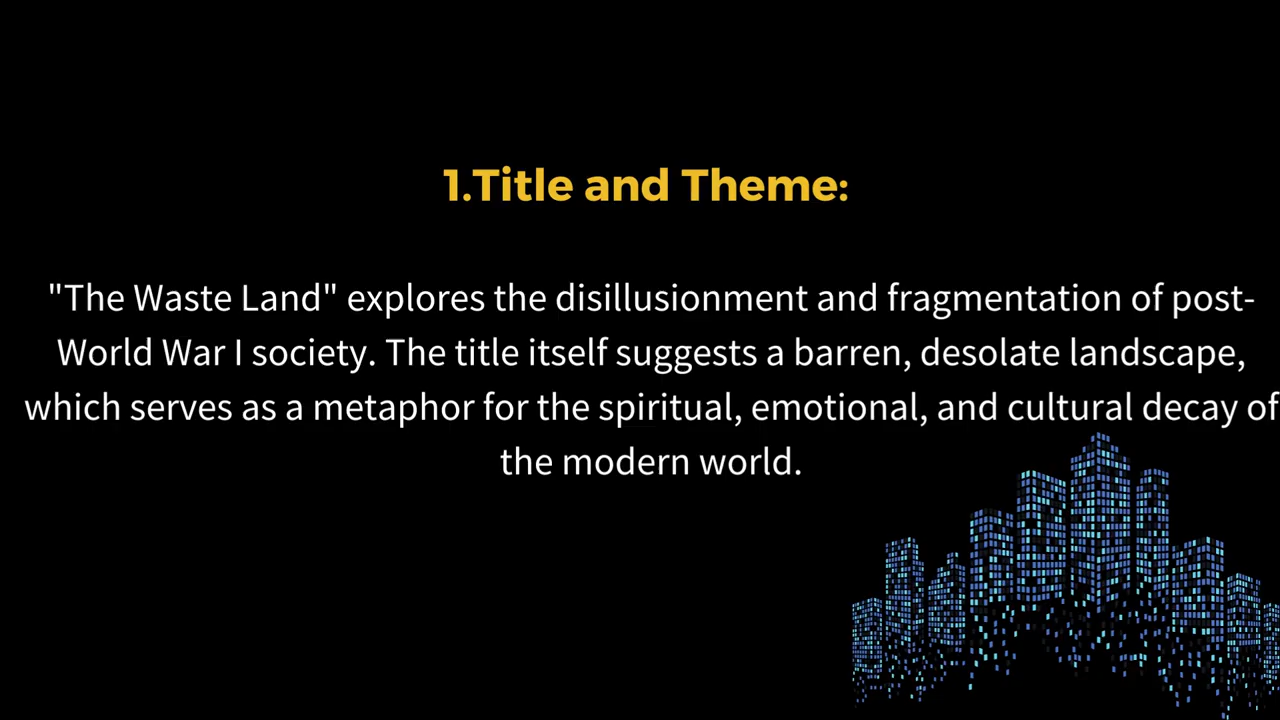 1.Title and Theme:
"The Waste Land" explores the disillusionment and fragmentation of post-
World War I society. The title itself suggests a barren, desolate landscape,
which serves as a metaphor for the spiritual, emotional, and cultural decay of
the modern world.